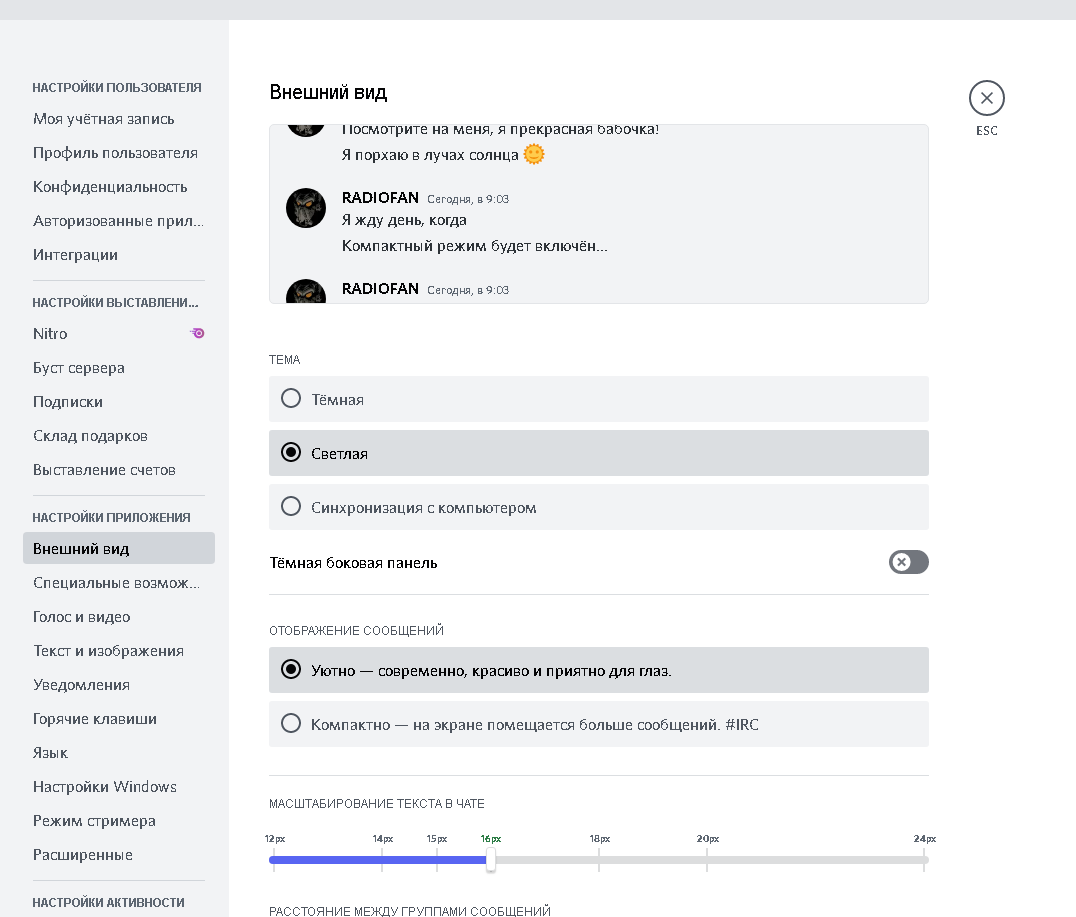 НАСТРОЙКИ ПОЛЬЗОВАТЕЛЯ
Моя учётная запись
Профиль пользователя
Конфиденциальность
Авторизованные прил...
Интеграции
НАСТРОЙКИ ВЫСТАВЛЕНИ...
Nitro
Буст сервера
Подписки
Склад подарков
Выставление счетов
НАСТРОЙКИ ПРИЛОЖЕНИЯ
Внешний вид
Специальные возмож...
Голос и видео
Текст и изображения
Уведомления
Горячие клавиши
Язык
Настройки Windows
Режим стримера
Расширенные
НАСТРОЙКИ АКТИВНОСТИ
Внешний вид
ESC
Посмотрите на меня, я прекрасная бабочка!
Я порхаю в лучах солнца 🌞
RADIOFAN Сегодня, в 9:03
Я жду день, когда
Компактный режим будет включён...
RADIOFAN Сегодня, в 9:03
ТЕМА
Тёмная
Светлая
Синхронизация с компьютером
Тёмная боковая панель
ОТОБРАЖЕНИЕ СООБЩЕНИЙ
Уютно — современно, красиво и приятно для глаз.
Компактно — на экране помещается больше сообщений. #IRC
МАСШТАБИРОВАНИЕ ТЕКСТА В ЧАТЕ
12px 14px 15px 16px 18px 20px 24px
РАССТОЯНИЕ МЕЖДУ ГРУППАМИ СООБЩЕНИЙ